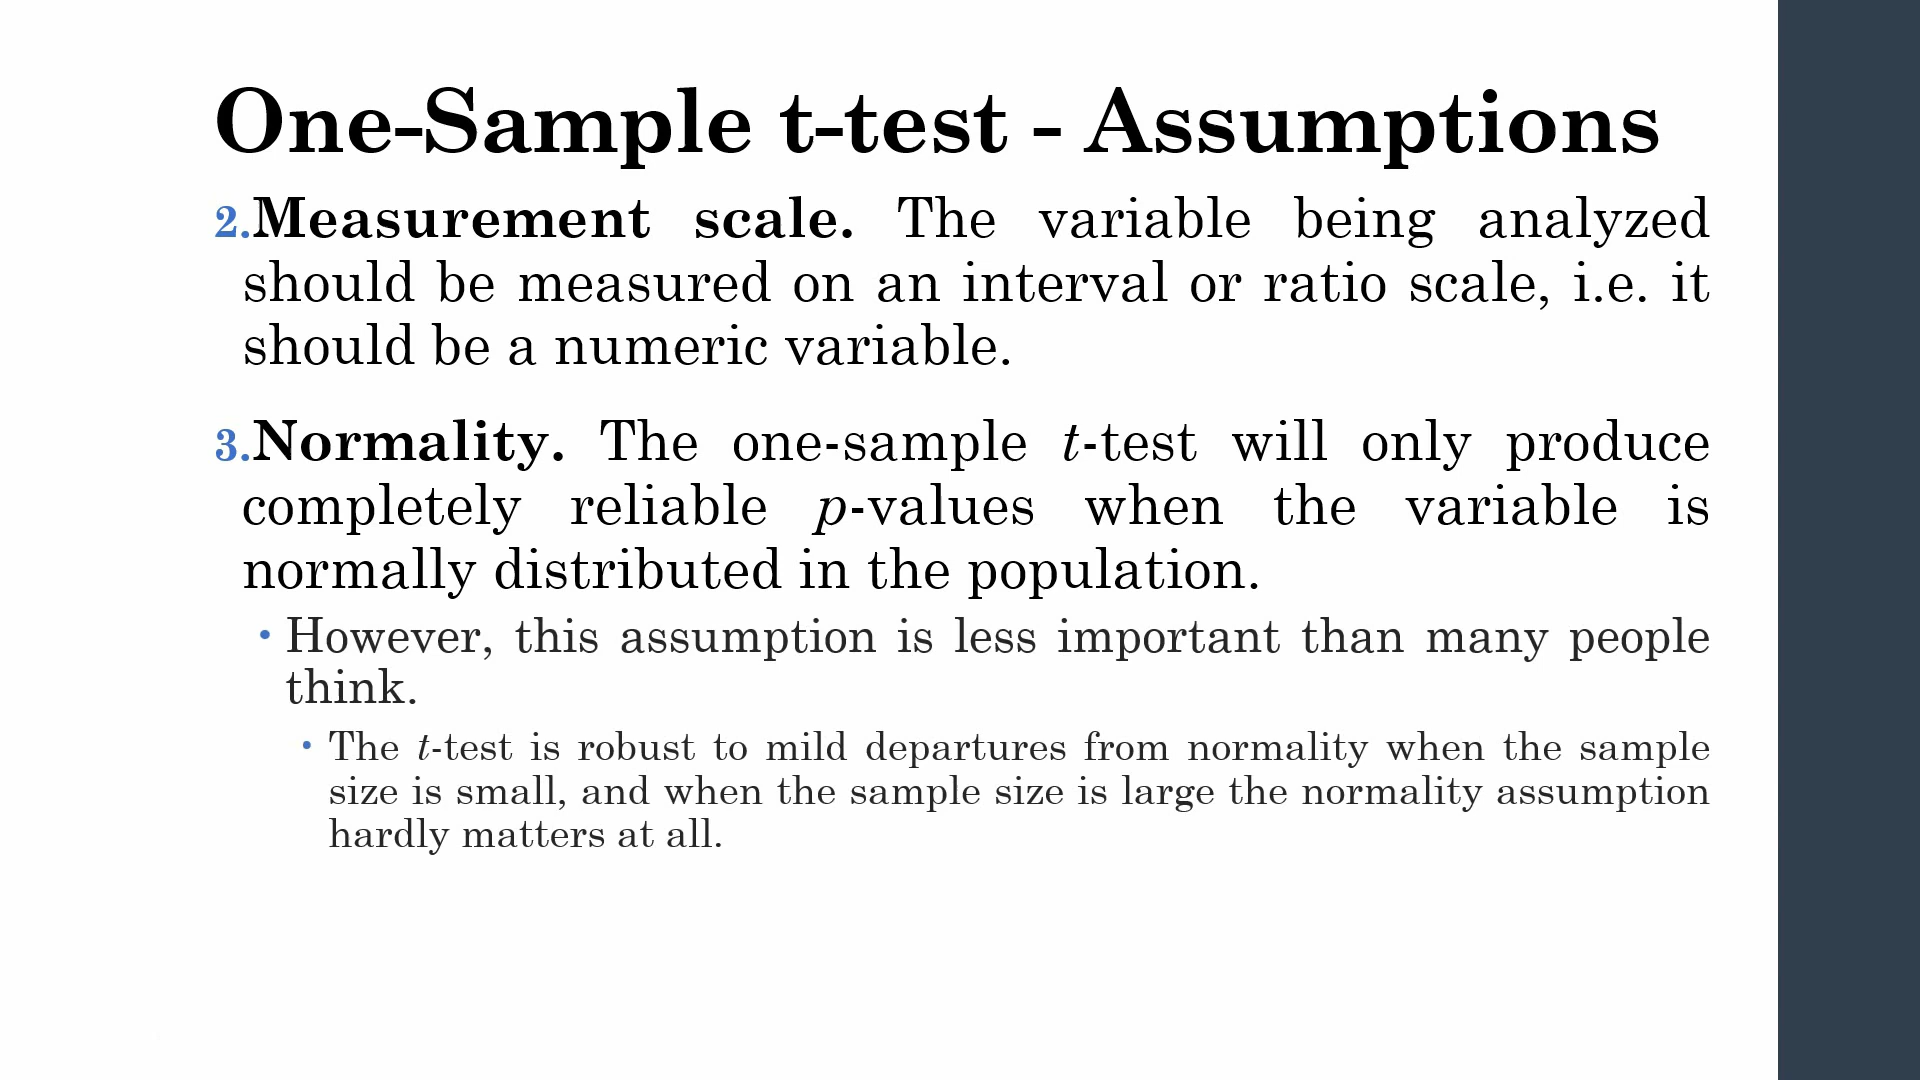 One-Sample t-test - Assumptions
2.Measurement scale. The variable being analyzed
should be measured on an interval or ratio scale, i.e. it
should be a numeric variable.
3.Normality. The one-sample t-test will only produce
completely reliable p-values when the variable is
normally distributed in the population.
• However, this assumption is less important than many people
think.
• The t-test is robust to mild departures from normality when the sample
size is small, and when the sample size is large the normality assumption
hardly matters at all.